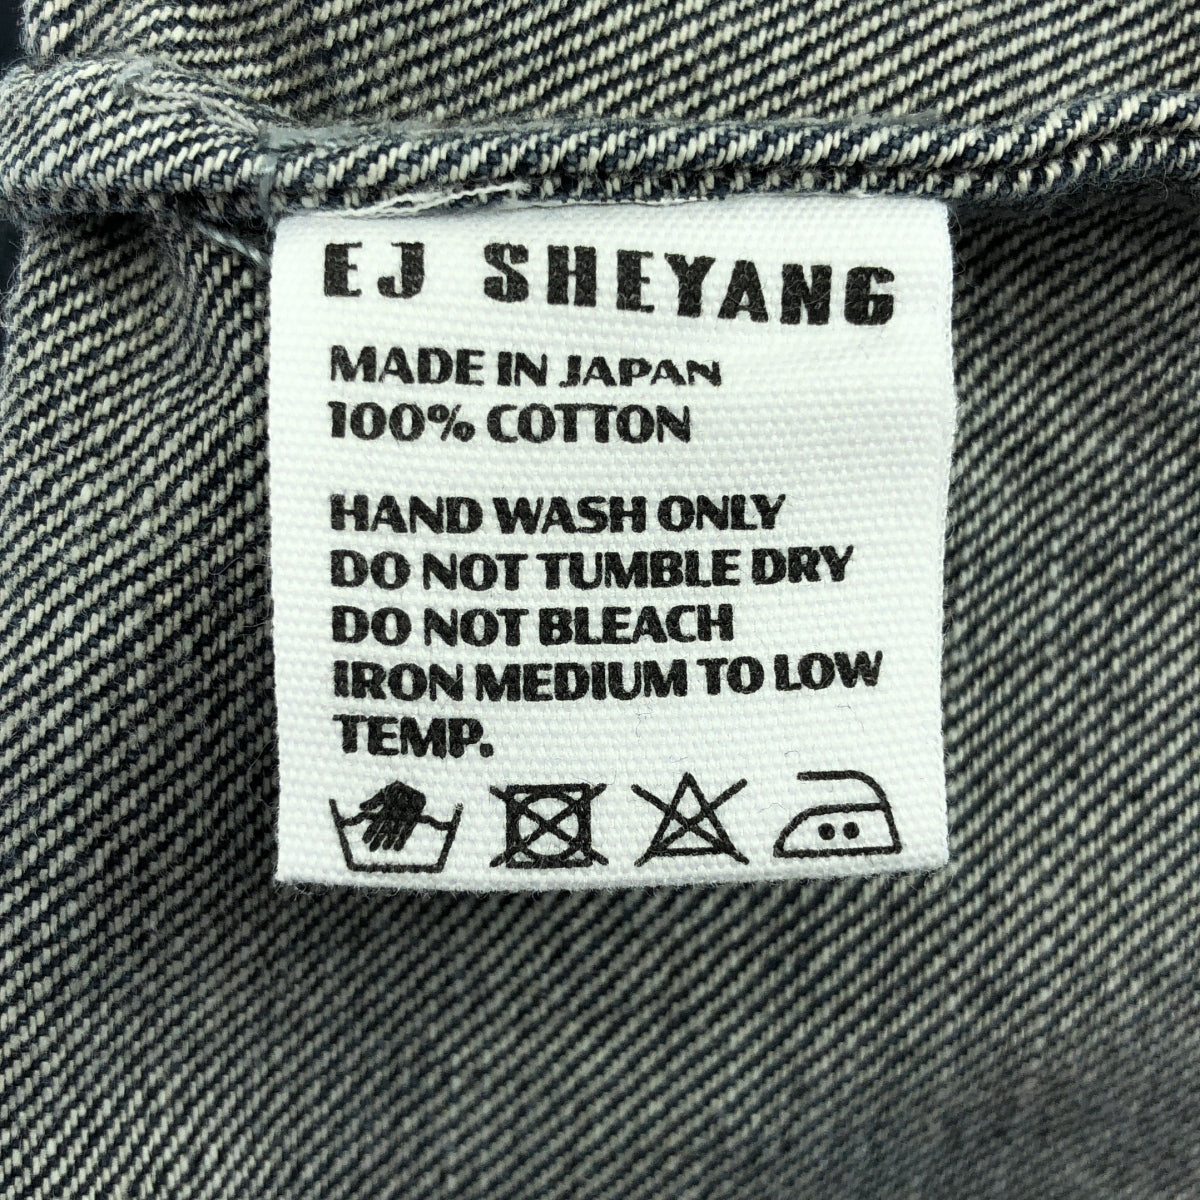 EJ SHEYANG
MADE IN JAPAN
100% COTTON
HAND WASH ONLY
DO NOT TUMBLE DRY
DO NOT BLEACH
IRON MEDIUM TO LOW
TEMP.